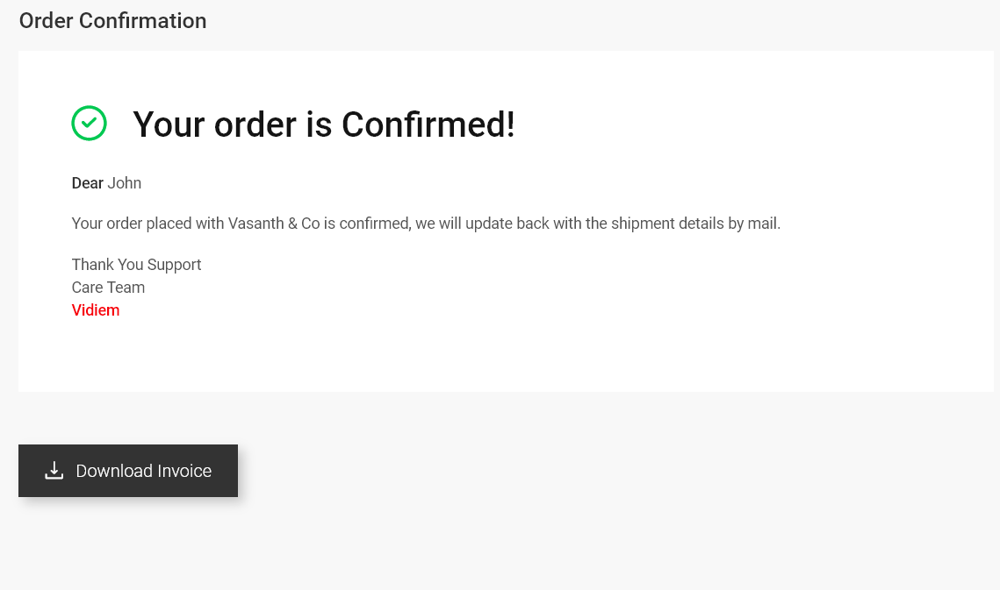 Order Confirmation
Your order is Confirmed!
Dear John
Your order placed with Vasanth & Co is confirmed, we will update back with the shipment details by mail.
Thank You Support
Care Team
Vidiem
Download Invoice